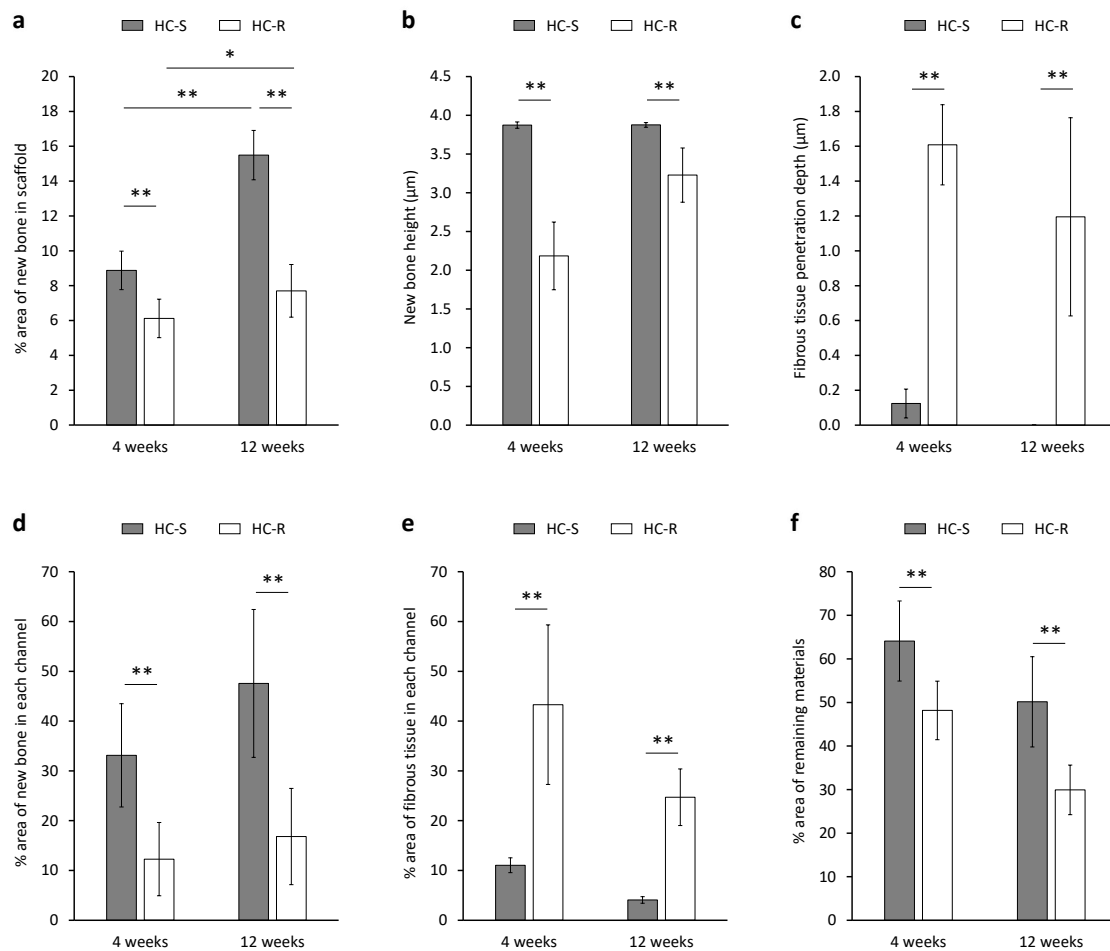 a
HC-S HC-R
% area of new bone in scaffold
20
18
16
14
12
10
8
6
4
2
0
*
**
**
**
4 weeks 12 weeks
b
HC-S HC-R
New bone height (μm)
4.5
4.0
3.5
3.0
2.5
2.0
1.5
1.0
0.5
0.0
** **
4 weeks 12 weeks
c
HC-S HC-R
Fibrous tissue penetration depth (μm)
2.0
1.8
1.6
1.4
1.2
1.0
0.8
0.6
0.4
0.2
0.0
** **
4 weeks 12 weeks
d
HC-S HC-R
% area of new bone in each channel
70
60
50
40
30
20
10
0
**
**
4 weeks 12 weeks
e
HC-S HC-R
% area of fibrous tissue in each channel
70
60
50
40
30
20
10
0
**
**
4 weeks 12 weeks
f
HC-S HC-R
% area of remaining materials
80
70
60
50
40
30
20
10
0
**
**
4 weeks 12 weeks